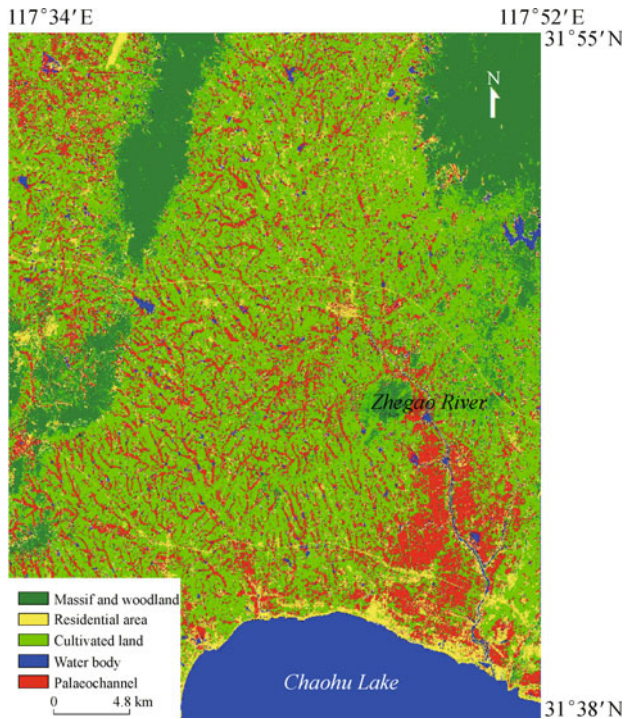 117°34′E
117°52′E
31°55′N
N
Zhegao River
Massif and woodland
Residential area
Cultivated land
Water body
Palaeochannel
0 4.8 km
Chaohu Lake
31°38′N